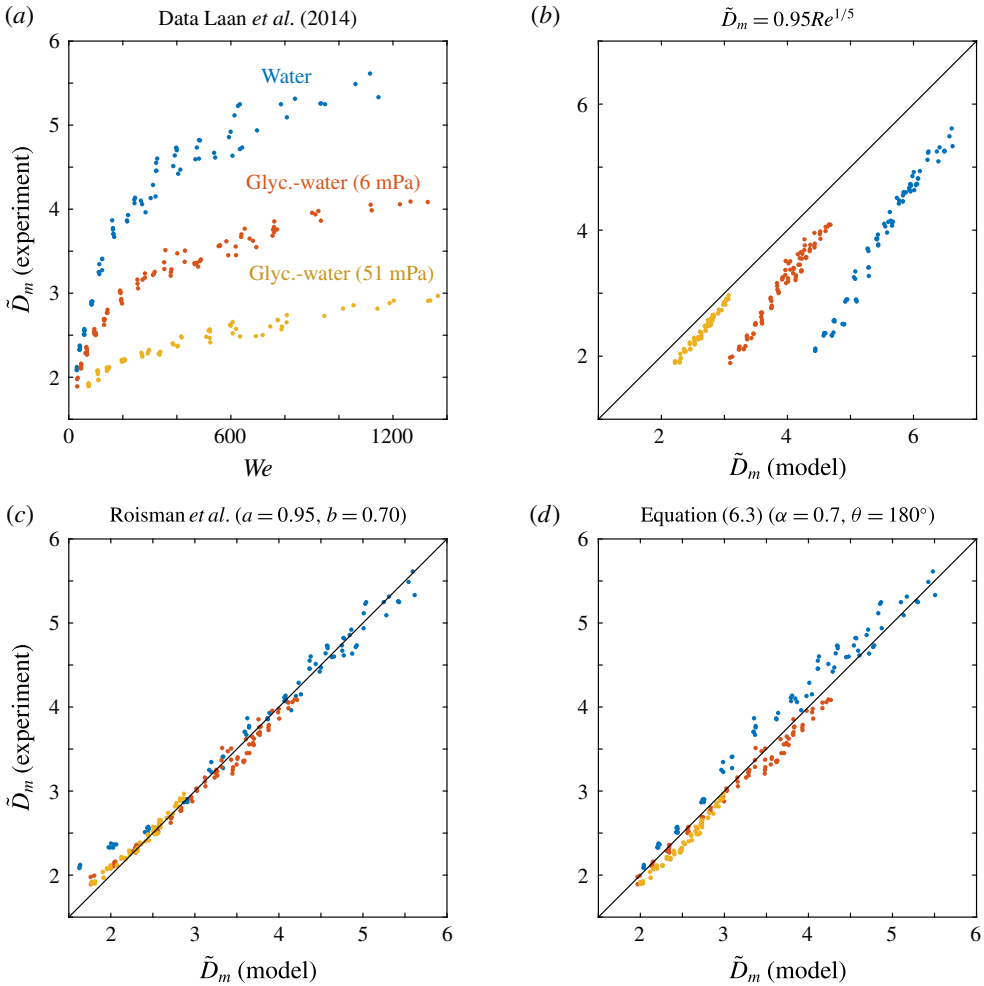 (a)
Data Laan et al. (2014)
6
5
4
3
2
0
600
1200
Water
Glyc.-water (6 mPa)
Glyc.-water (51 mPa)
D̃m (experiment)
We
(b)
D̃m = 0.95Re^1/5
6
4
2
2
4
6
D̃m (model)
(c)
Roisman et al. (a = 0.95, b = 0.70)
6
5
4
3
2
2
3
4
5
6
D̃m (experiment)
D̃m (model)
(d)
Equation (6.3) (α = 0.7, θ = 180°)
6
5
4
3
2
2
3
4
5
6
D̃m (model)